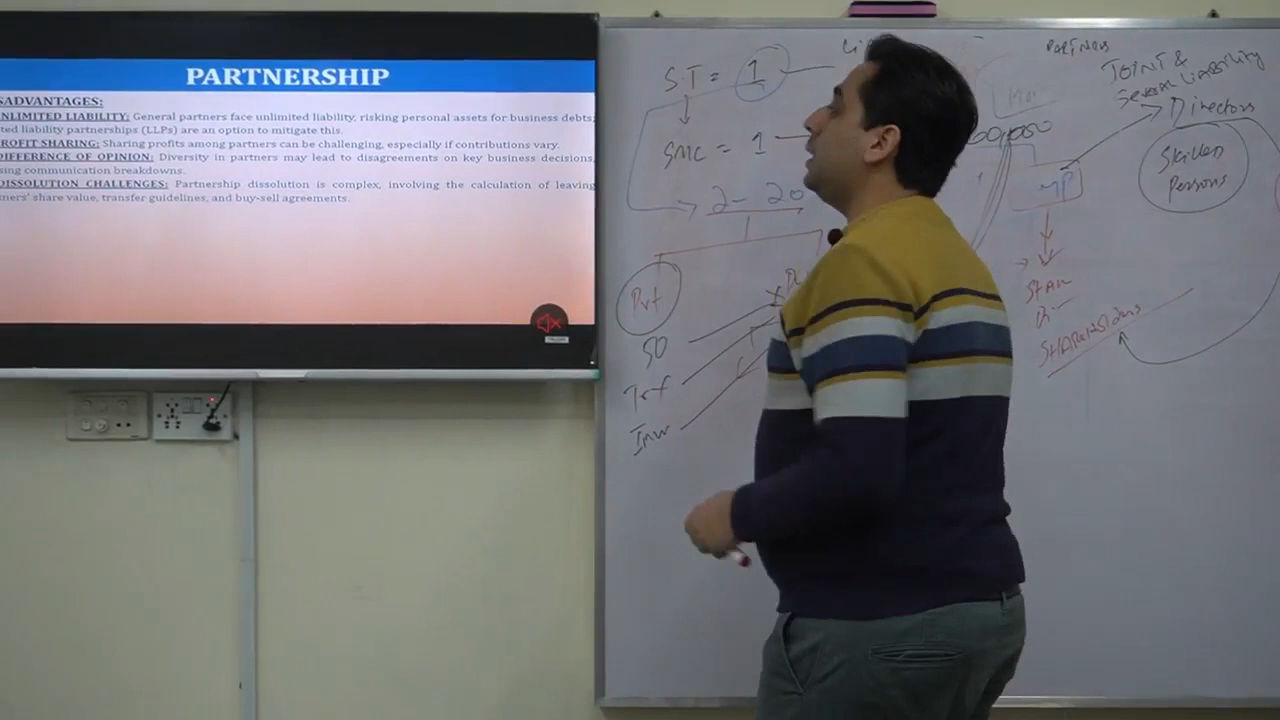 PARTNERSHIP
SADVANTAGES:
UNLIMITED LIABILITY: General partners face unlimited liability, risking personal assets for business debts;
ted liability partnerships (LLPs) are an option to mitigate this.
ROFIT SHARING: Sharing profits among partners can be challenging, especially if contributions vary.
DIFFERENCE OF OPINION: Diversity in partners may lead to disagreements on key business decisions,
sing communication breakdowns.
DISSOLUTION CHALLENGES: Partnership dissolution is complex, involving the calculation of leaving
ners' share value, transfer guidelines, and buy-sell agreements.
S.T = 1
SMC = 1
2 - 20
Pvt
50
Trf
PARTNERS
JOINT &
Several Liability
Directors
Skilled
Persons
MP
SHAREHolders